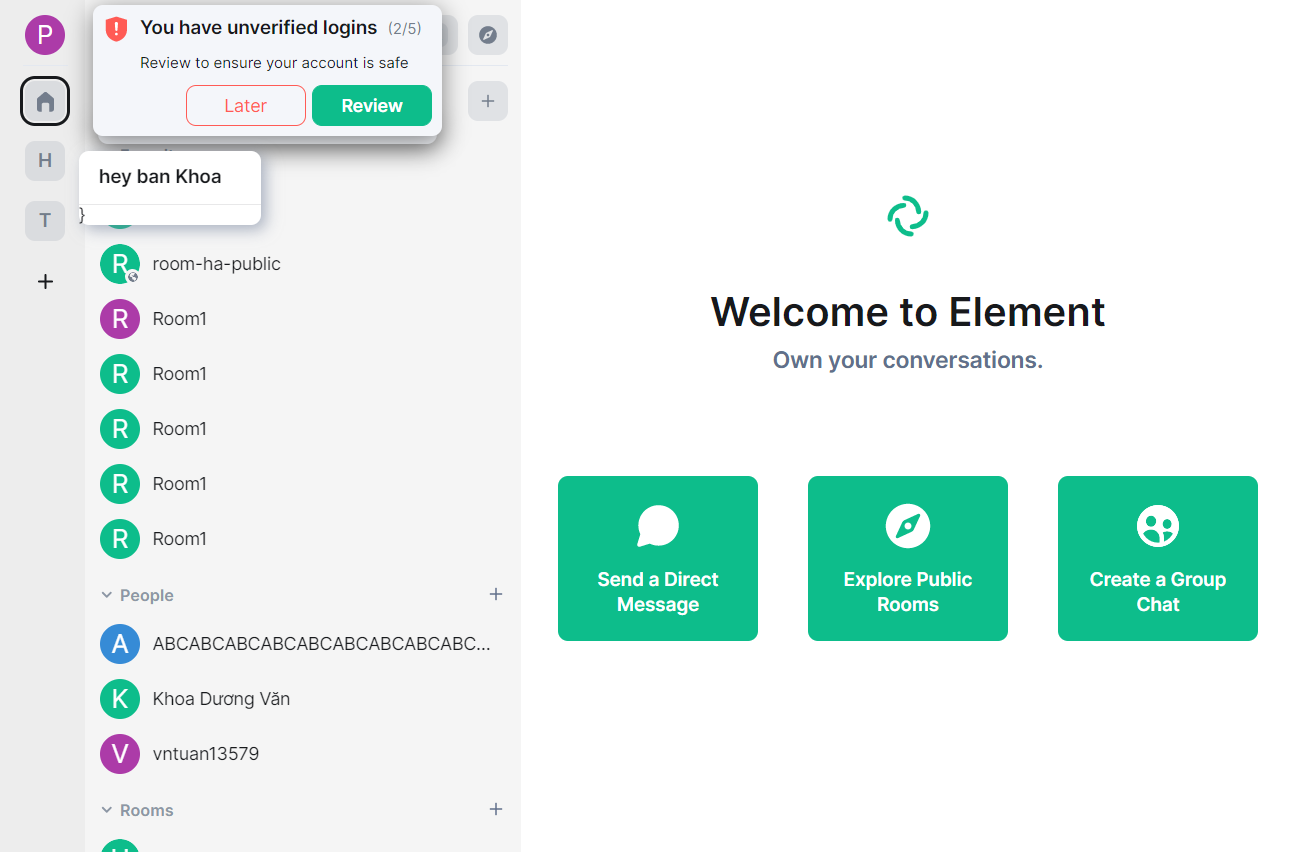 P
You have unverified logins (2/5)
Review to ensure your account is safe
Later
Review
H
hey ban Khoa
}
T
R room-ha-public
R Room1
R Room1
R Room1
R Room1
R Room1
People
A ABCABCABCABCABCABCABCABCABC...
K Khoa Dương Văn
V vntuan13579
Rooms
Welcome to Element
Own your conversations.
Send a Direct
Message
Explore Public
Rooms
Create a Group
Chat